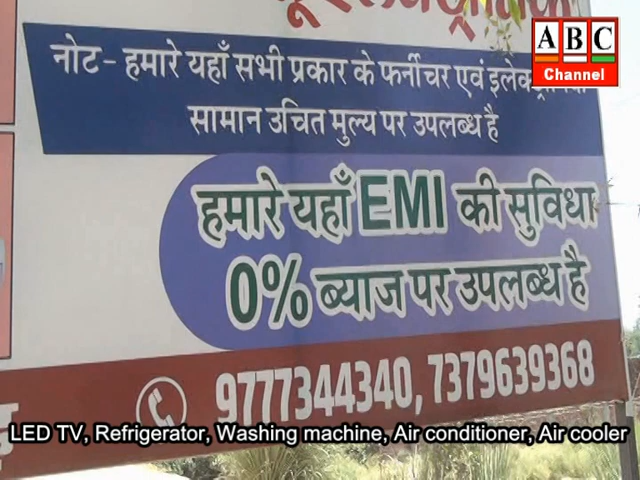 ABC
Channel
नोट- हमारे यहाँ सभी प्रकार के फर्नीचर एवं
सामान उचित मुल्य पर उपलब्ध है
हमारे यहाँ EMI की सुविधा
0% ब्याज पर उपलब्ध है
9777344340, 7379639368
LED TV, Refrigerator, Washing machine, Air conditioner, Air cooler